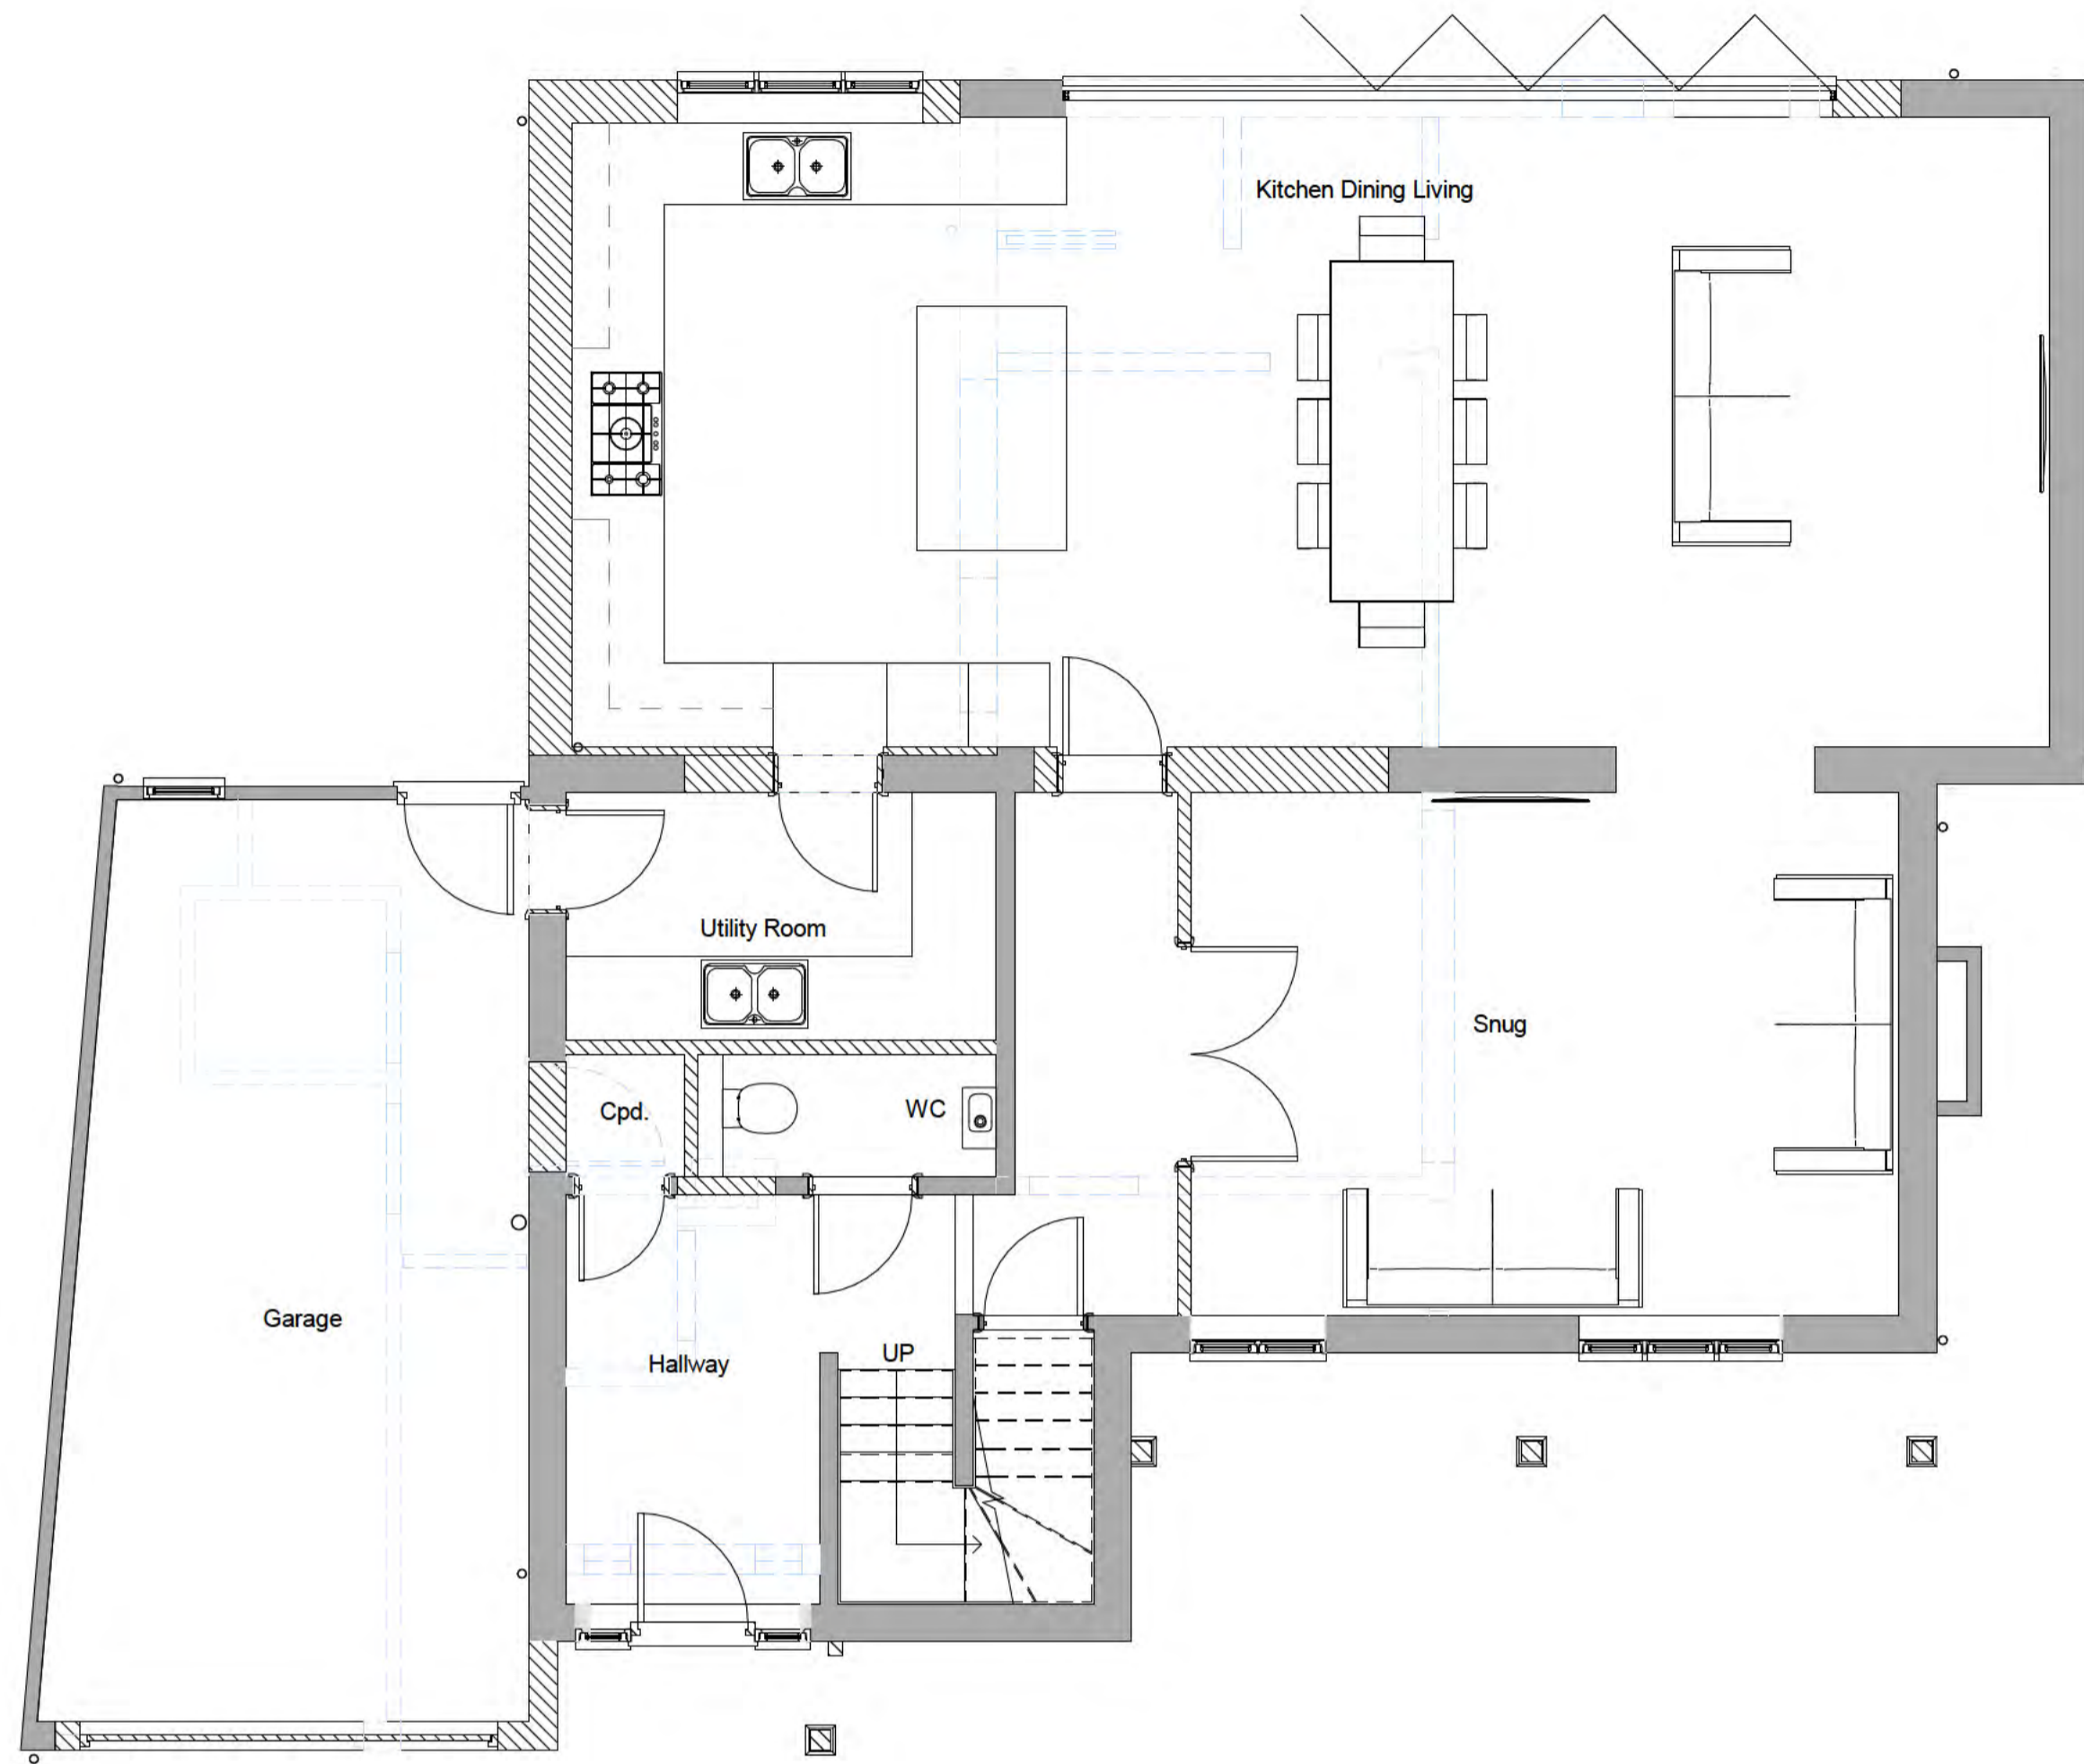 Kitchen Dining Living
Utility Room
Snug
Cpd.
WC
Garage
Hallway
UP